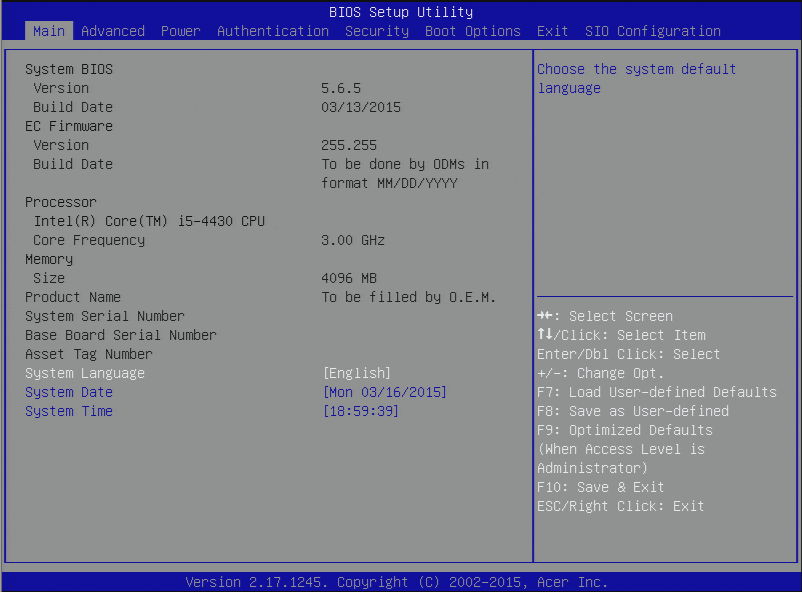 BIOS Setup Utility
Main Advanced Power Authentication Security Boot Options Exit SIO Configuration
System BIOS
Version 5.6.5
Build Date 03/13/2015
EC Firmware
Version 255.255
Build Date To be done by ODMs in
format MM/DD/YYYY
Processor
Intel(R) Core(TM) i5-4430 CPU
Core Frequency 3.00 GHz
Memory
Size 4096 MB
Product Name To be filled by O.E.M.
System Serial Number
Base Board Serial Number
Asset Tag Number
System Language [English]
System Date [Mon 03/16/2015]
System Time [18:59:39]
Choose the system default
language
→←: Select Screen
↑↓/Click: Select Item
Enter/Dbl Click: Select
+/-: Change Opt.
F7: Load User-defined Defaults
F8: Save as User-defined
F9: Optimized Defaults
(When Access Level is
Administrator)
F10: Save & Exit
ESC/Right Click: Exit
Version 2.17.1245. Copyright (C) 2002-2015, Acer Inc.